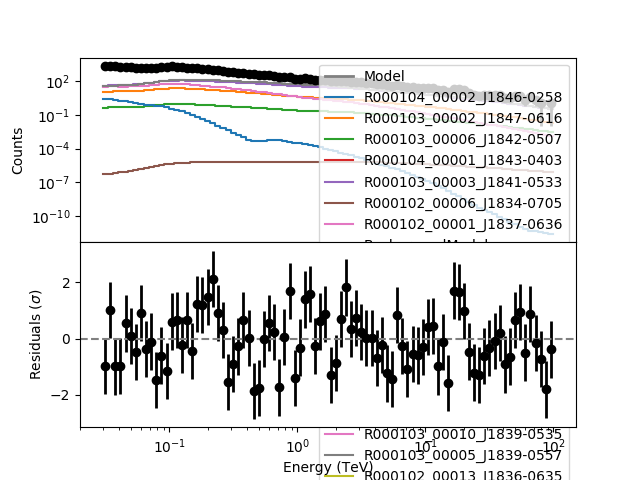 10²
10⁻¹
10⁻⁴
10⁻⁷
10⁻¹⁰
Counts
Model
R000104_00002_J1846-0258
R000103_00002_J1847-0616
R000103_00006_J1842-0507
R000104_00001_J1843-0403
R000103_00003_J1841-0533
R000102_00006_J1834-0705
R000102_00001_J1837-0636
2
0
−2
Residuals (σ)
R000103_00010_J1839-0535
10⁻¹
10⁰
10¹
10²
R000103_00005_J1839-0557
Energy (TeV)
R000102_00013_J1836-0635